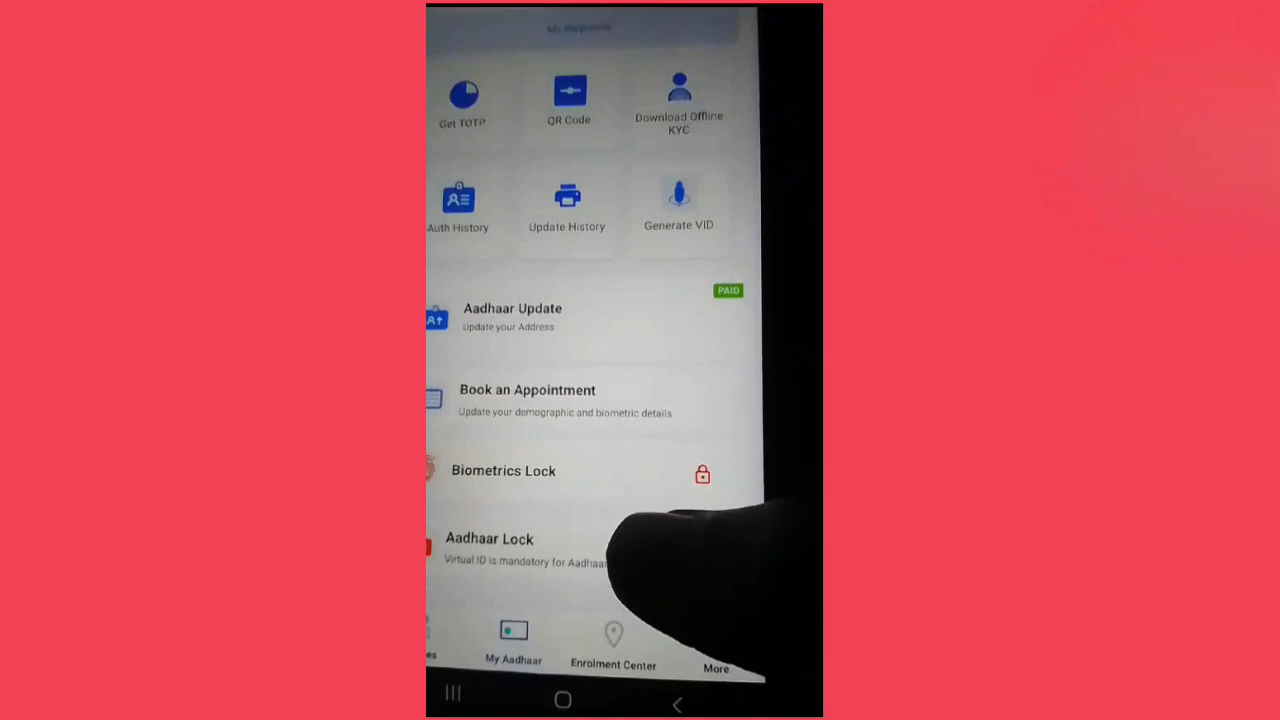 My Requests
Get TOTP
QR Code
Download Offline
KYC
Auth History
Update History
Generate VID
PAID
Aadhaar Update
Update your Address
Book an Appointment
Update your demographic and biometric details
Biometrics Lock
Aadhaar Lock
Virtual ID is mandatory for Aadhaar
My Aadhaar
Enrolment Center
More